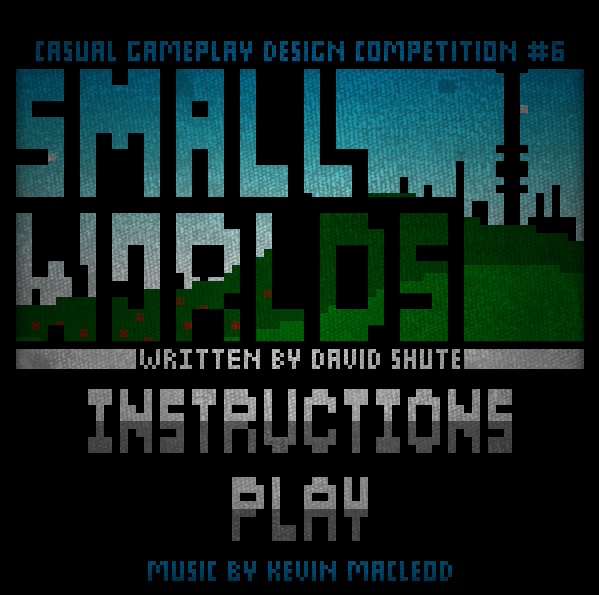 CASUAL GAMEPLAY DESIGN COMPETITION #6
SMALL
WORLDS
WRITTEN BY DAVID SHUTE
INSTRUCTIONS
PLAY
MUSIC BY KEVIN MACLEOD